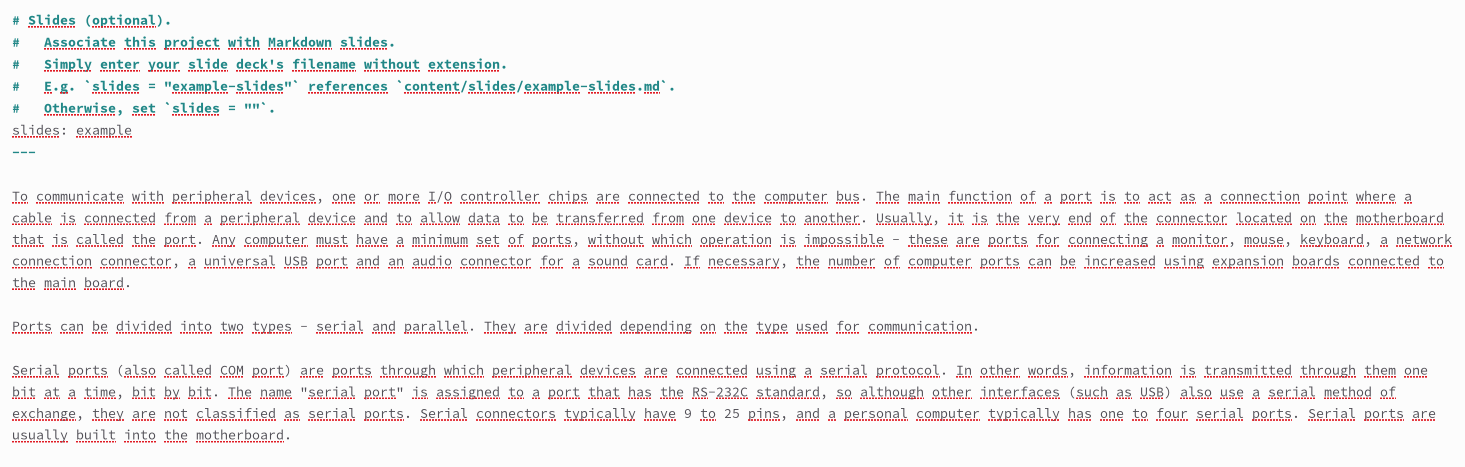 # Slides (optional).
#   Associate this project with Markdown slides.
#   Simply enter your slide deck's filename without extension.
#   E.g. `slides = "example-slides"` references `content/slides/example-slides.md`.
#   Otherwise, set `slides = ""`.
slides: example
---
To communicate with peripheral devices, one or more I/O controller chips are connected to the computer bus. The main function of a port is to act as a connection point where a
cable is connected from a peripheral device and to allow data to be transferred from one device to another. Usually, it is the very end of the connector located on the motherboard
that is called the port. Any computer must have a minimum set of ports, without which operation is impossible – these are ports for connecting a monitor, mouse, keyboard, a network
connection connector, a universal USB port and an audio connector for a sound card. If necessary, the number of computer ports can be increased using expansion boards connected to
the main board.
Ports can be divided into two types – serial and parallel. They are divided depending on the type used for communication.
Serial ports (also called COM port) are ports through which peripheral devices are connected using a serial protocol. In other words, information is transmitted through them one
bit at a time, bit by bit. The name "serial port" is assigned to a port that has the RS-232C standard, so although other interfaces (such as USB) also use a serial method of
exchange, they are not classified as serial ports. Serial connectors typically have 9 to 25 pins, and a personal computer typically has one to four serial ports. Serial ports are
usually built into the motherboard.